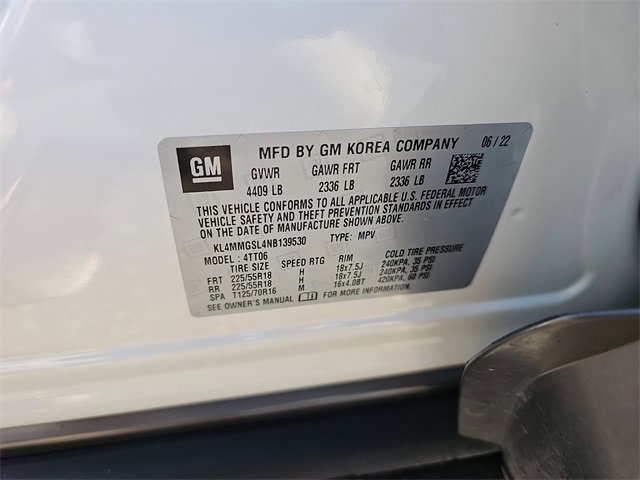 GM
MFD BY GM KOREA COMPANY 06/22
GVWR GAWR FRT GAWR RR
4409 LB 2336 LB 2336 LB
THIS VEHICLE CONFORMS TO ALL APPLICABLE U.S. FEDERAL MOTOR
VEHICLE SAFETY AND THEFT PREVENTION STANDARDS IN EFFECT
ON THE DATE OF MANUFACTURE SHOWN ABOVE.
KL4MMGSL4NB139530 TYPE: MPV
MODEL: 4TT06
TIRE SIZE SPEED RTG RIM COLD TIRE PRESSURE
FRT 225/55R18 H 18x7.5J 240KPA, 35 PSI
RR 225/55R18 H 18x7.5J 240KPA, 35 PSI
SPA T125/70R16 M 16x4.0BT 420KPA, 60 PSI
SEE OWNER'S MANUAL FOR MORE INFORMATION.